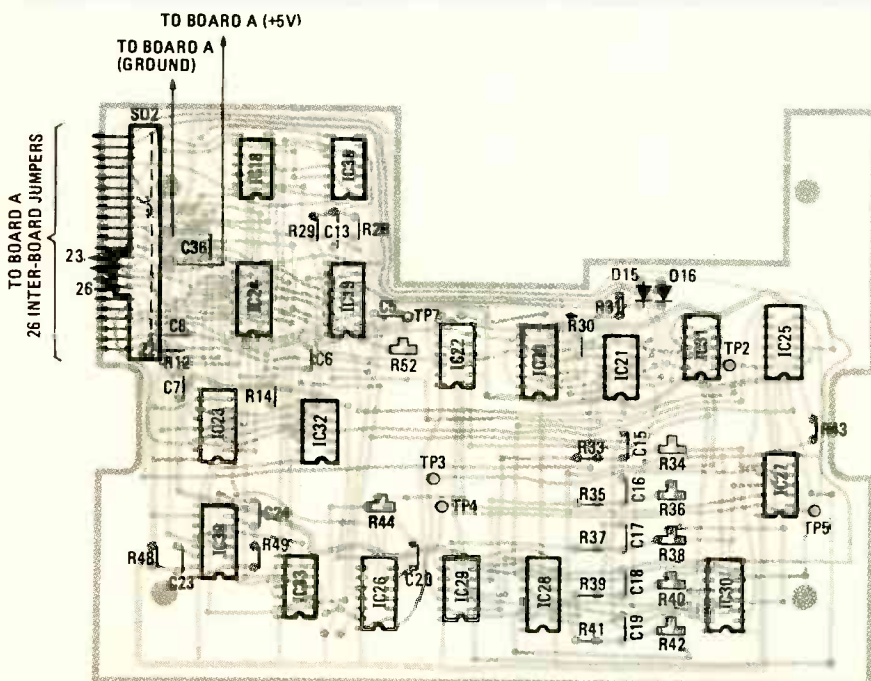 TO BOARD A (+5V)
TO BOARD A
(GROUND)
SO2
TO BOARD A
26 INTER-BOARD JUMPERS
IC18
R29
C13
C36
23
26
IC19
D15
D16
R31
R30
TP7
C8
R12
C7
C6
R52
IC22
IC20
IC21
IC31
TP2
IC25
R14
IC23
IC32
R33
C15
R34
TP3
TP4
R44
R35
C16
R36
IC27
TP5
C24
R48
C23
R49
R37
C17
R38
IC33
IC26
C20
IC29
IC28
R39
C18
R40
IC30
R41
C19
R42